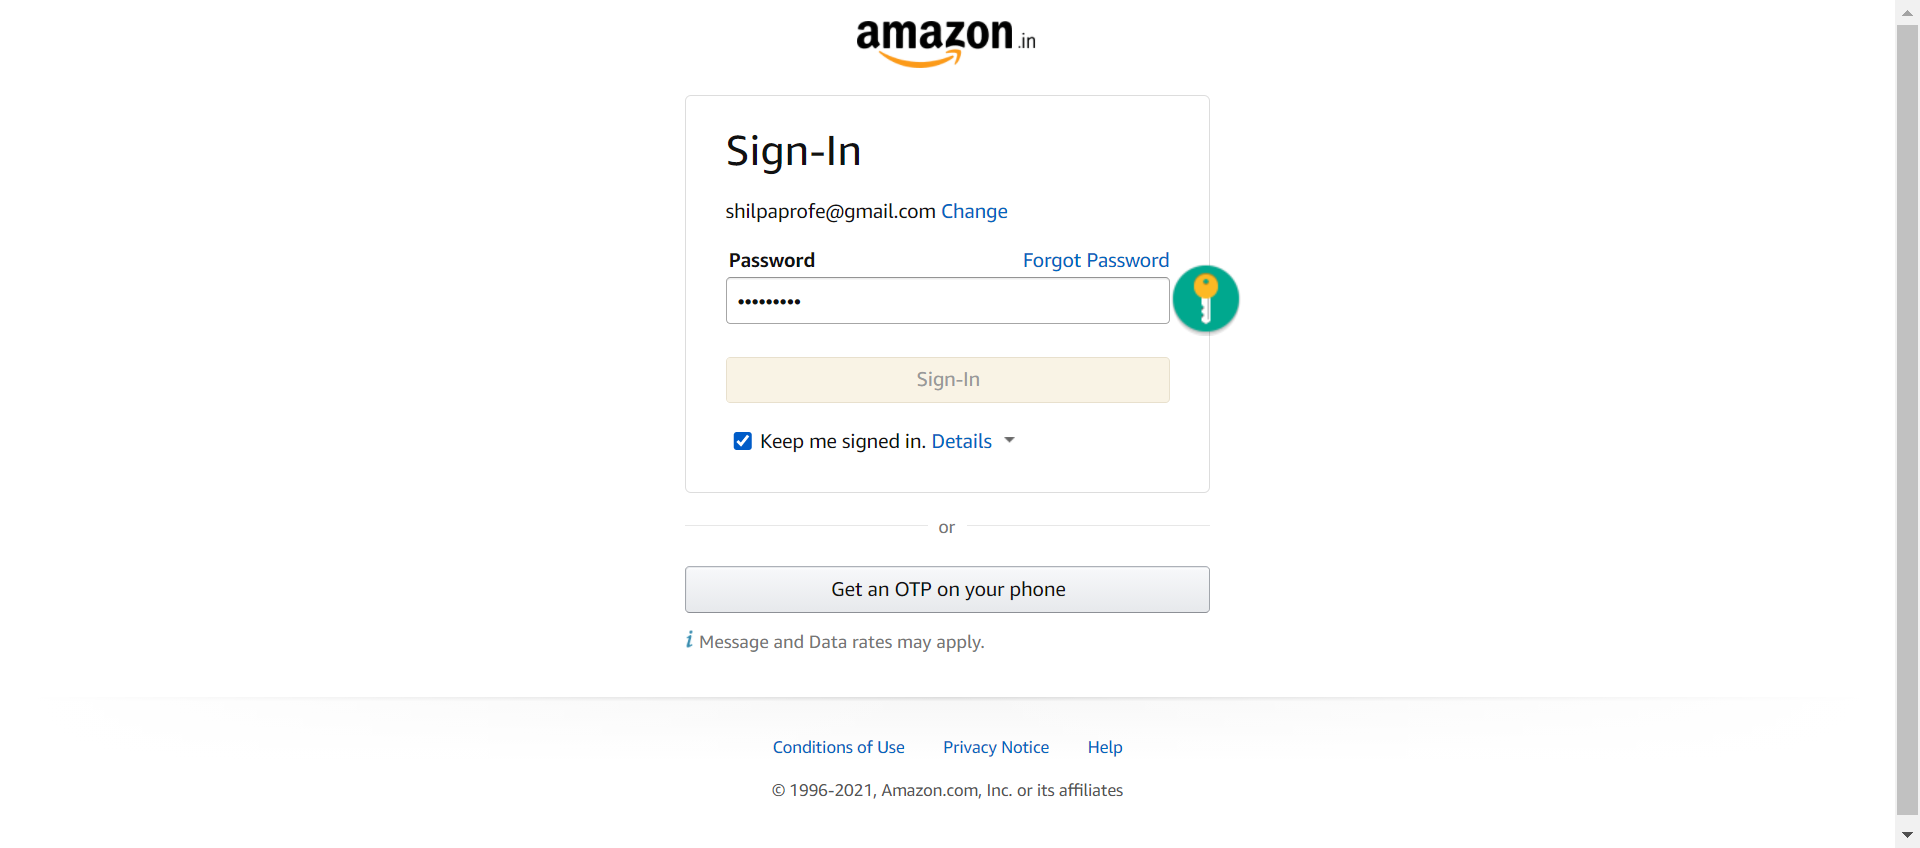 amazon.in
Sign-In
shilpaprofe@gmail.com Change
Password Forgot Password
•••••••••
Sign-In
Keep me signed in. Details
or
Get an OTP on your phone
i Message and Data rates may apply.
Conditions of Use Privacy Notice Help
© 1996-2021, Amazon.com, Inc. or its affiliates